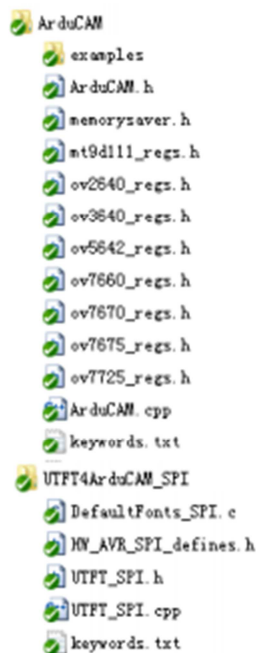 ArduCAM
examples
ArduCAM.h
memorysaver.h
mt9d111_regs.h
ov2640_regs.h
ov3640_regs.h
ov5642_regs.h
ov7660_regs.h
ov7670_regs.h
ov7675_regs.h
ov7725_regs.h
ArduCAM.cpp
keywords.txt
UTFT4ArduCAM_SPI
DefaultFonts_SPI.c
HW_AVR_SPI_defines.h
UTFT_SPI.h
UTFT_SPI.cpp
keywords.txt